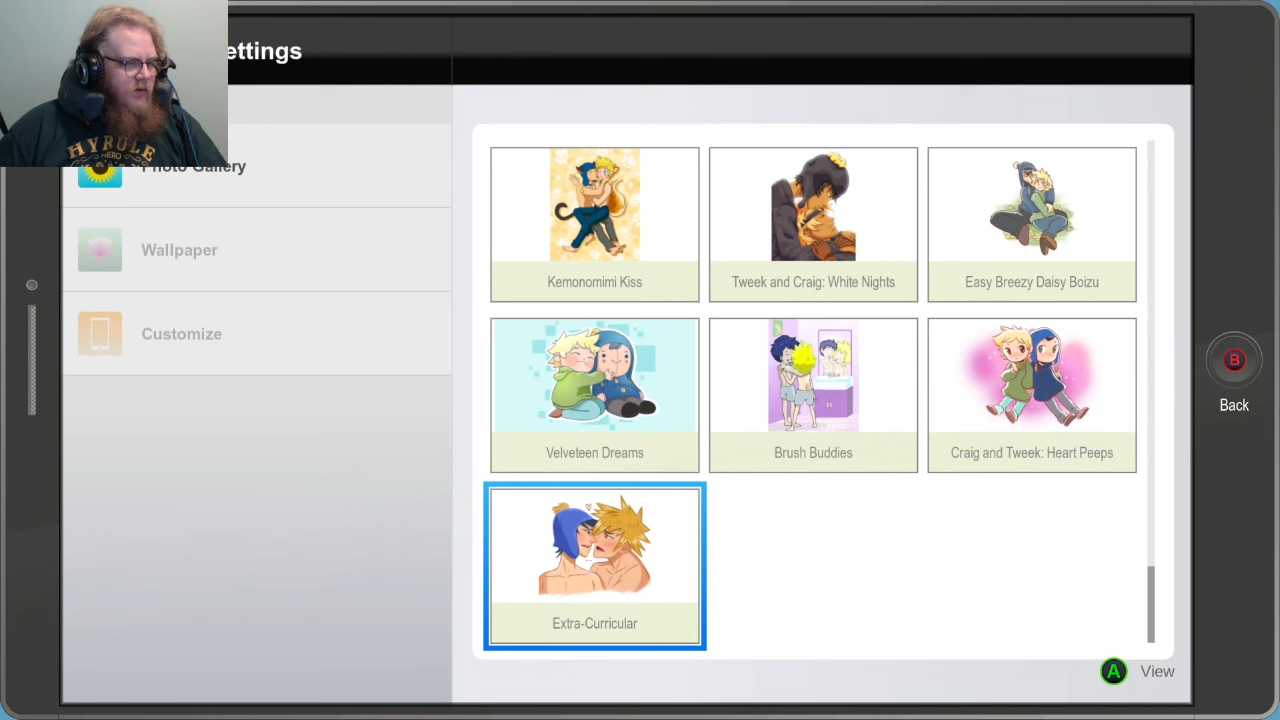 ettings
HYRULE
HERO
Photo Gallery
Wallpaper
Customize
Kemonomimi Kiss
Tweek and Craig: White Nights
Easy Breezy Daisy Boizu
Velveteen Dreams
Brush Buddies
Craig and Tweek: Heart Peeps
Extra-Curricular
B
Back
A
View